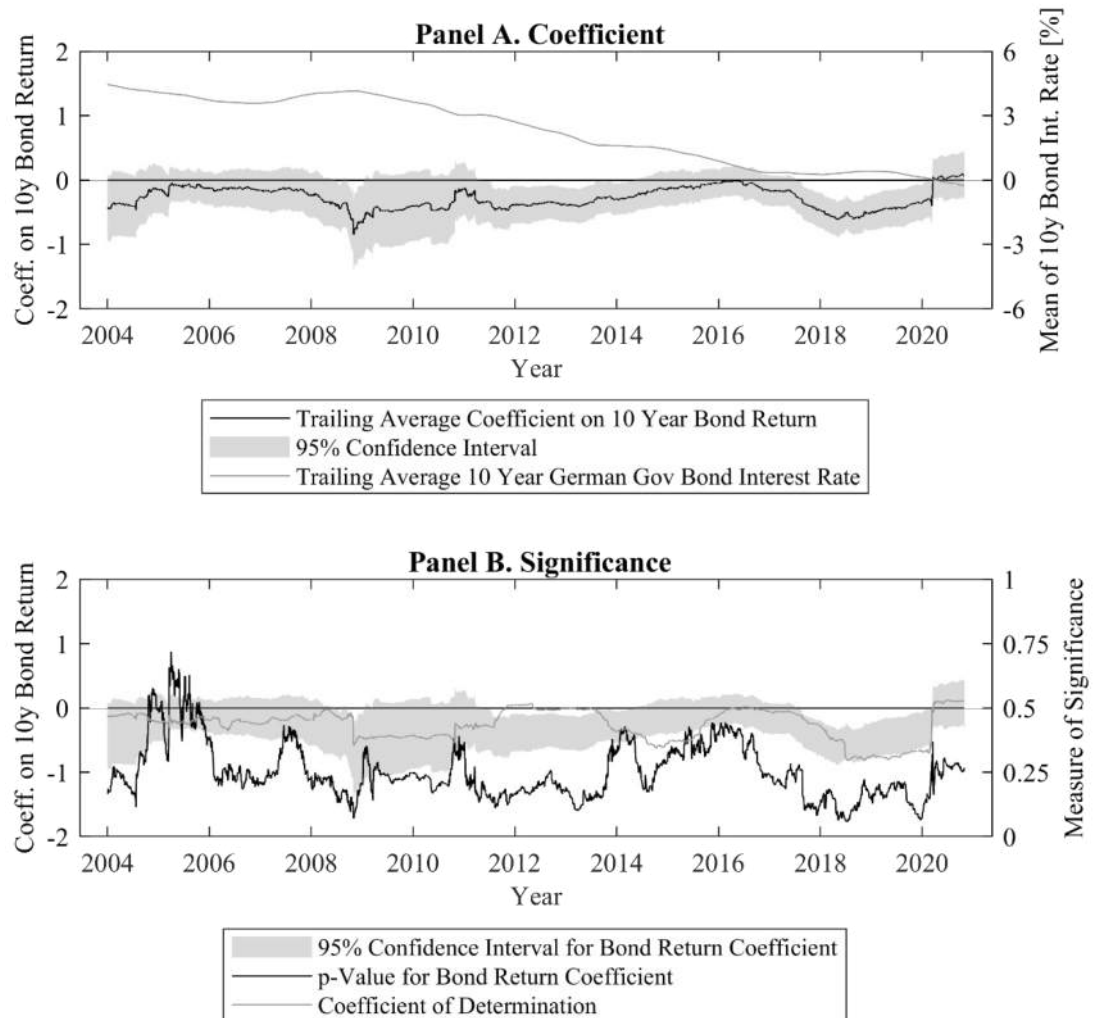 Panel A. Coefficient
Coeff. on 10y Bond Return
2
1
0
-1
-2
Mean of 10y Bond Int. Rate [%]
6
3
0
-3
-6
2004 2006 2008 2010 2012 2014 2016 2018 2020
Year
Trailing Average Coefficient on 10 Year Bond Return
95% Confidence Interval
Trailing Average 10 Year German Gov Bond Interest Rate
Panel B. Significance
Coeff. on 10y Bond Return
2
1
0
-1
-2
Measure of Significance
1
0.75
0.5
0.25
0
2004 2006 2008 2010 2012 2014 2016 2018 2020
Year
95% Confidence Interval for Bond Return Coefficient
p-Value for Bond Return Coefficient
Coefficient of Determination